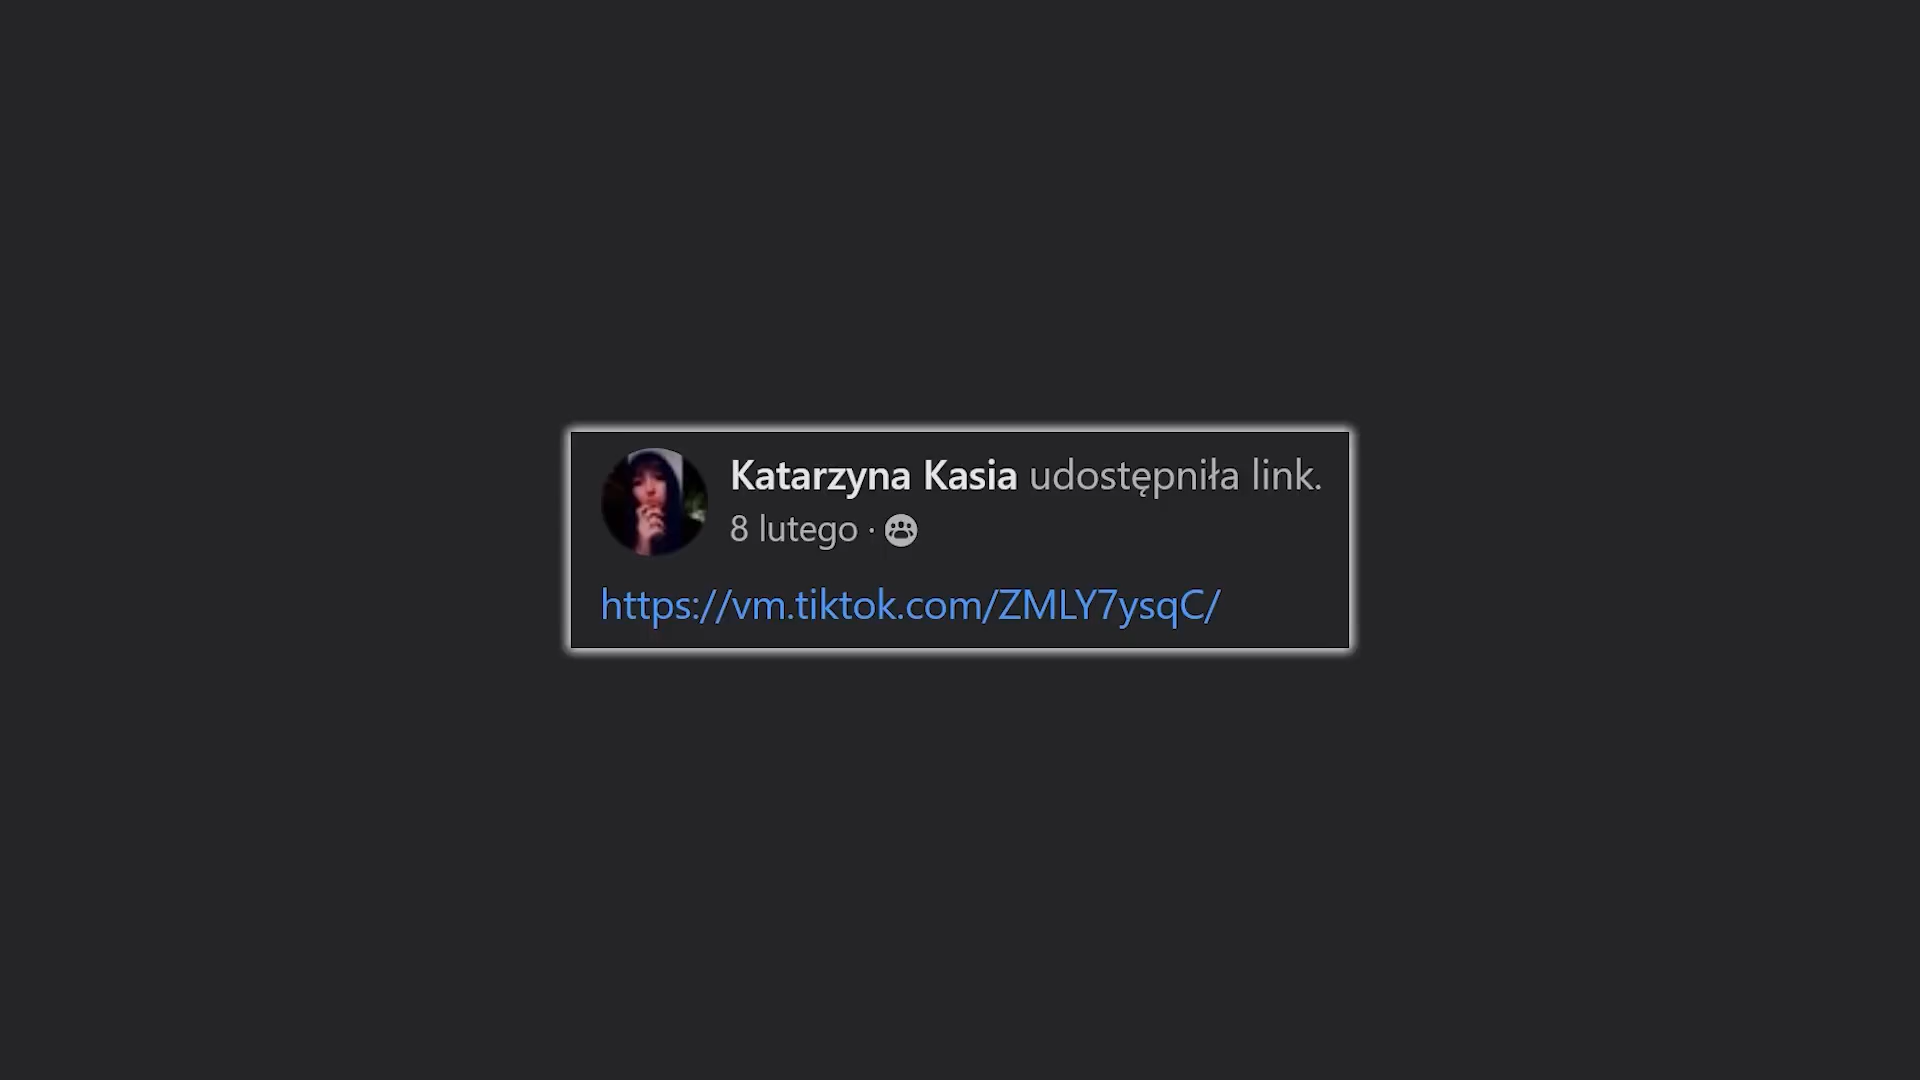 Katarzyna Kasia udostępniła link.
8 lutego ·
https://vm.tiktok.com/ZMLY7ysqC/